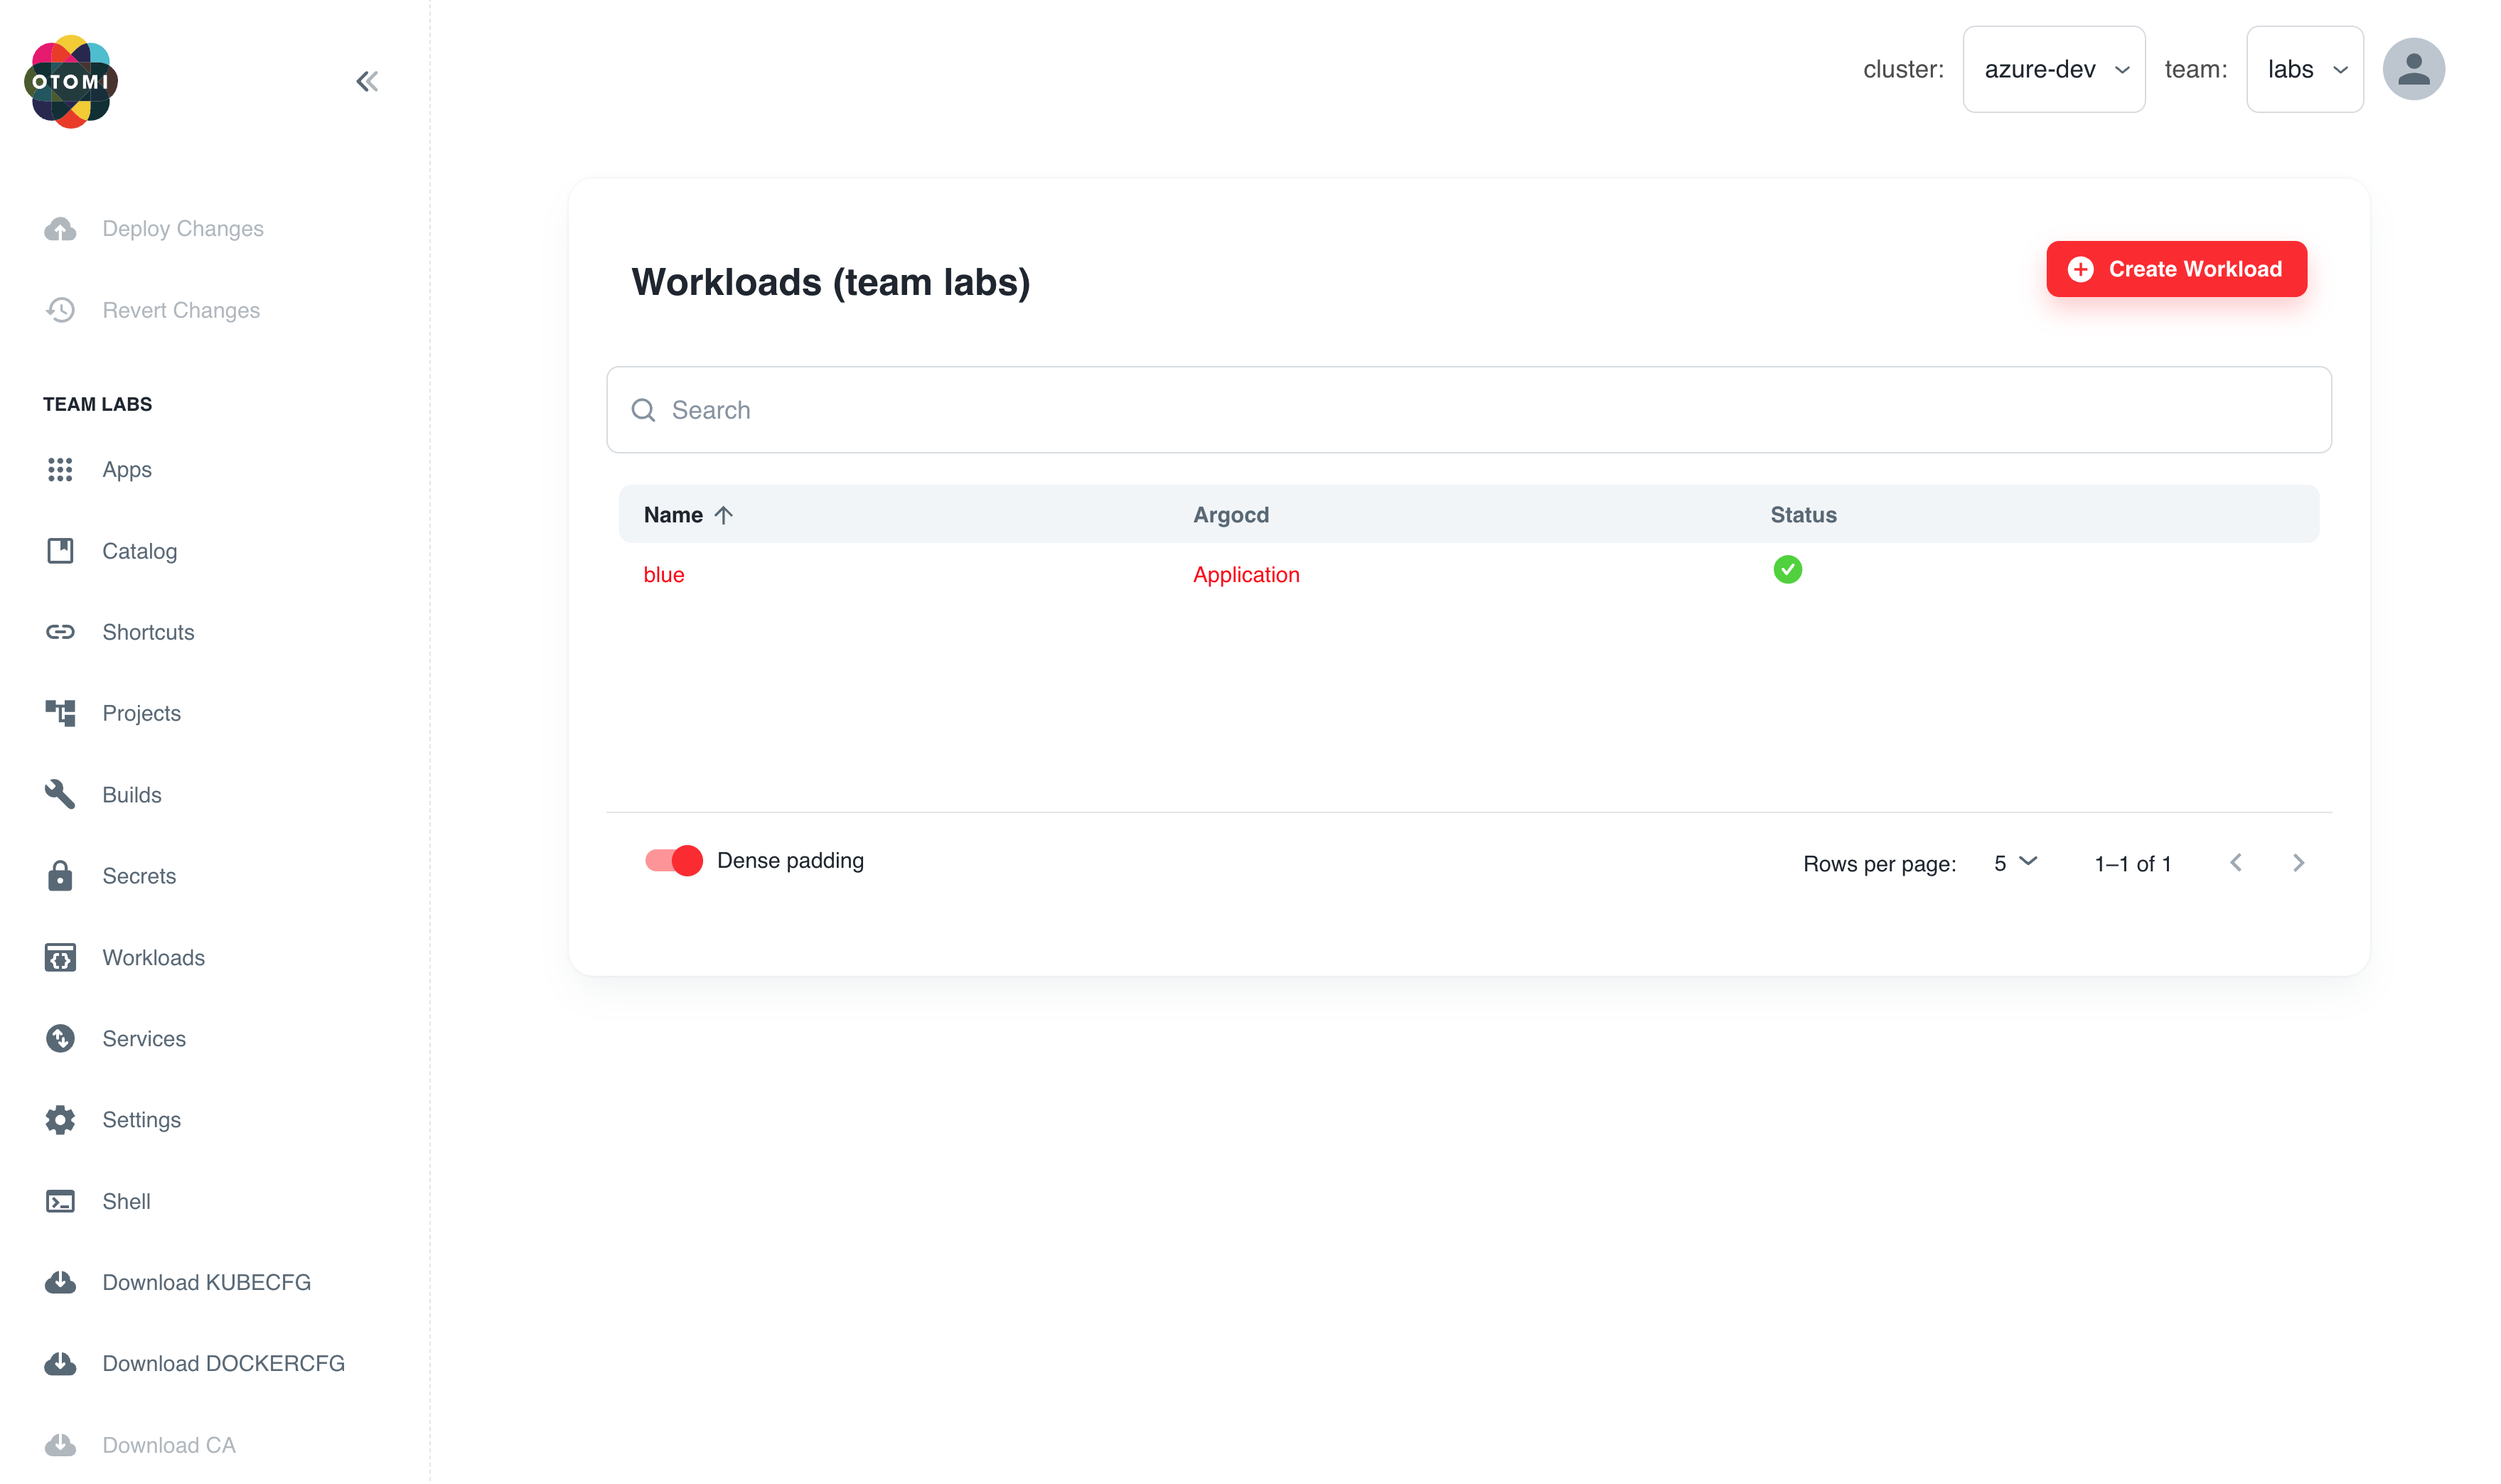 OTOMI
cluster: azure-dev team: labs
Deploy Changes
Revert Changes
TEAM LABS
Apps
Catalog
Shortcuts
Projects
Builds
Secrets
Workloads
Services
Settings
Shell
Download KUBECFG
Download DOCKERCFG
Download CA
Workloads (team labs)
Create Workload
Search
Name Argocd Status
blue Application
Dense padding
Rows per page: 5 1–1 of 1